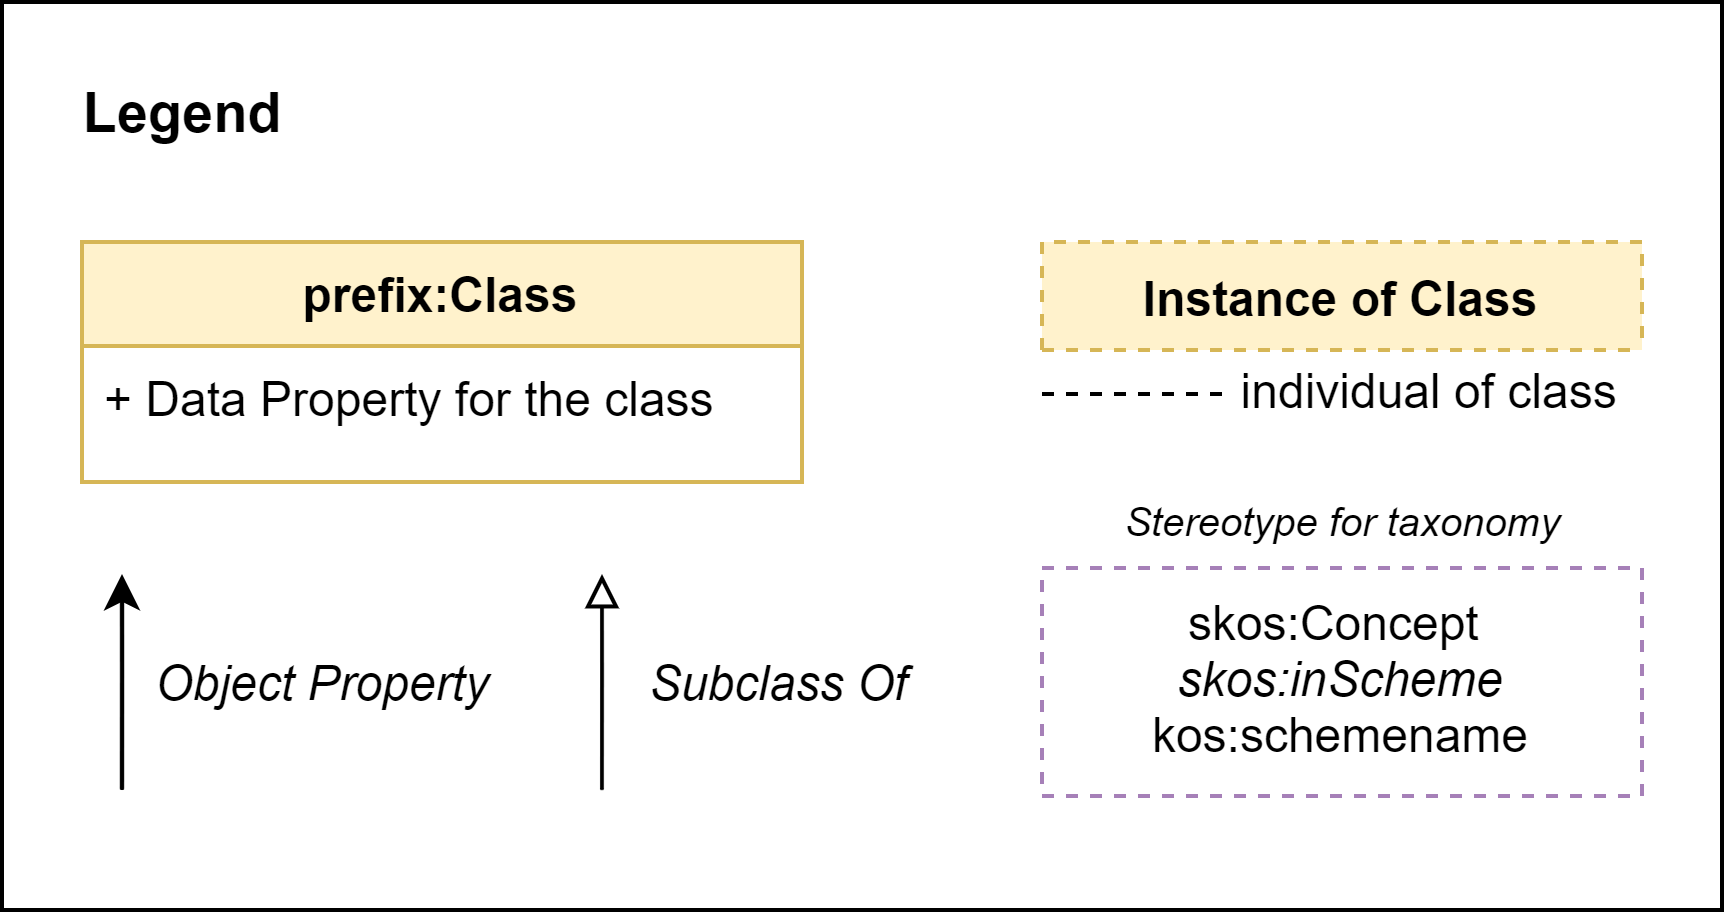 Legend
prefix:Class
+ Data Property for the class
Object Property
Subclass Of
Instance of Class
individual of class
Stereotype for taxonomy
skos:Concept
skos:inScheme
kos:schemename